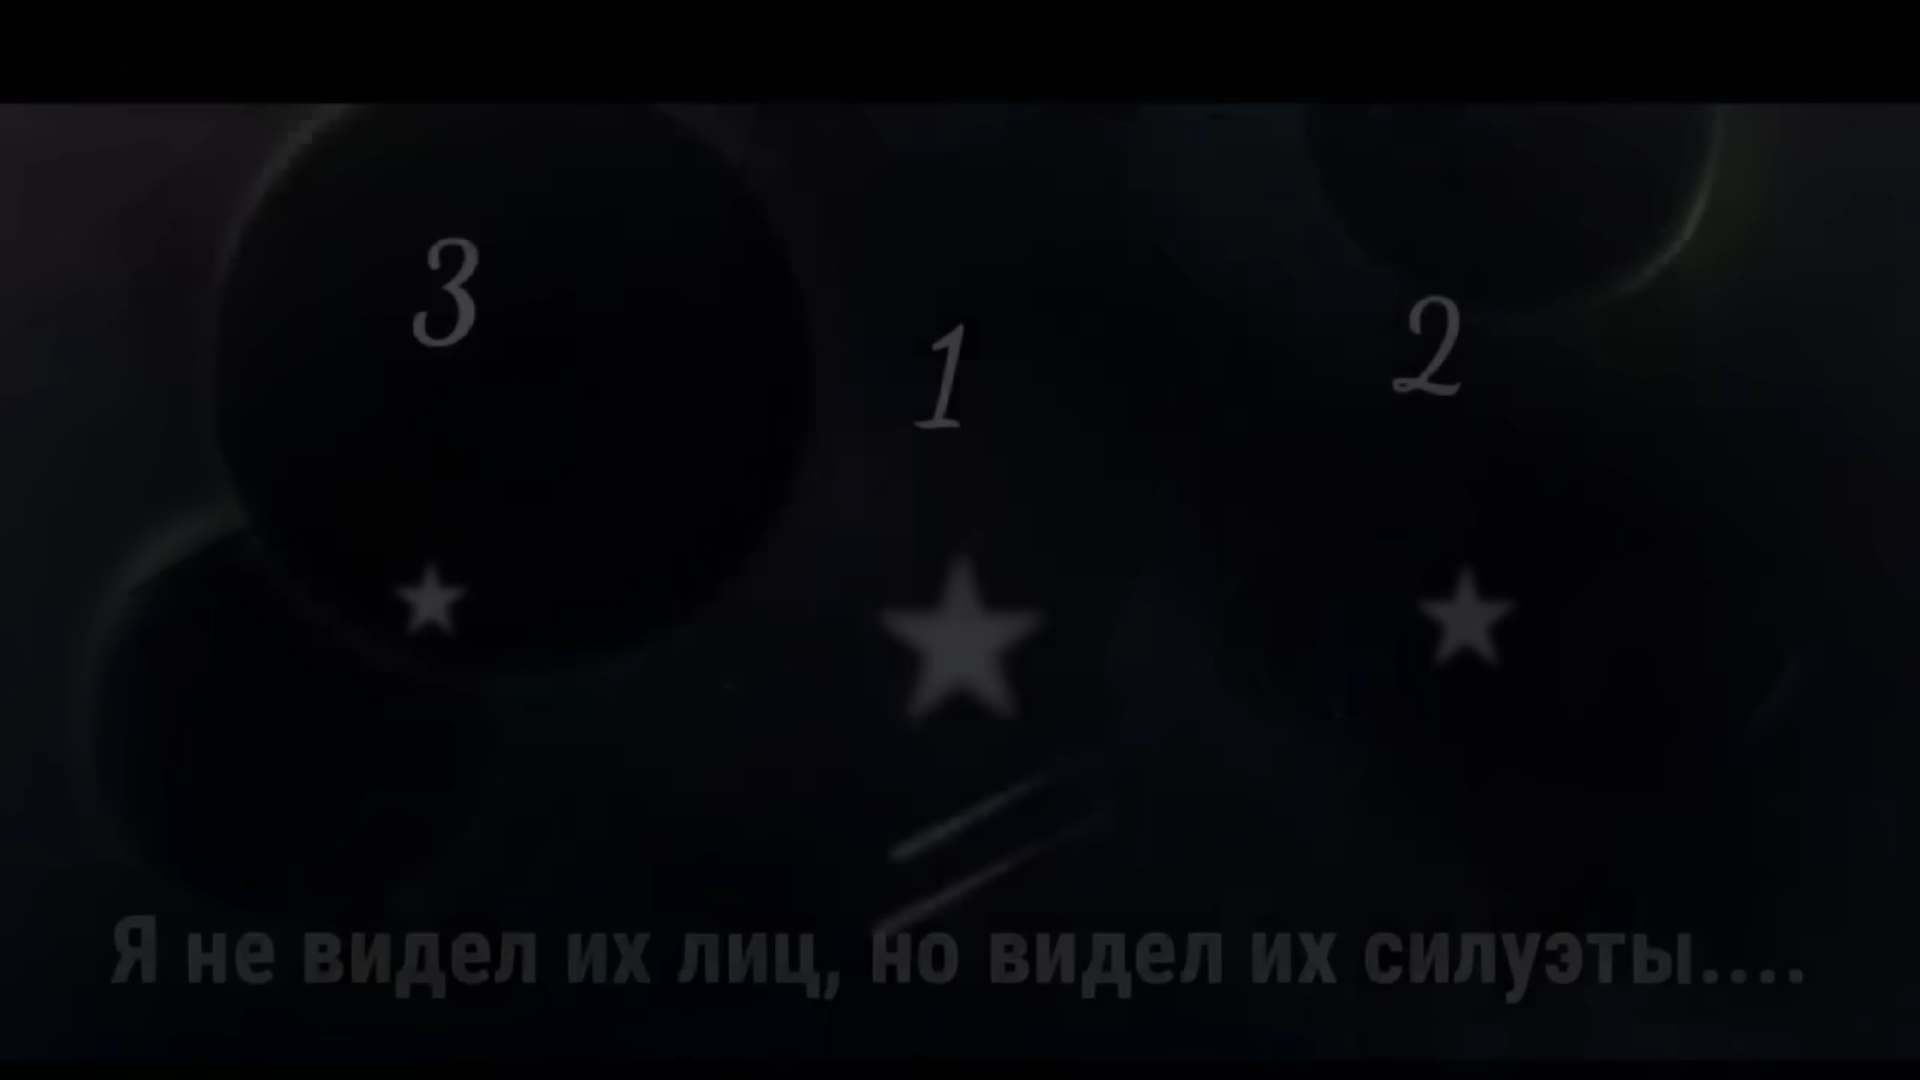 3
1
2
Я не видел их лиц, но видел их силуэты....